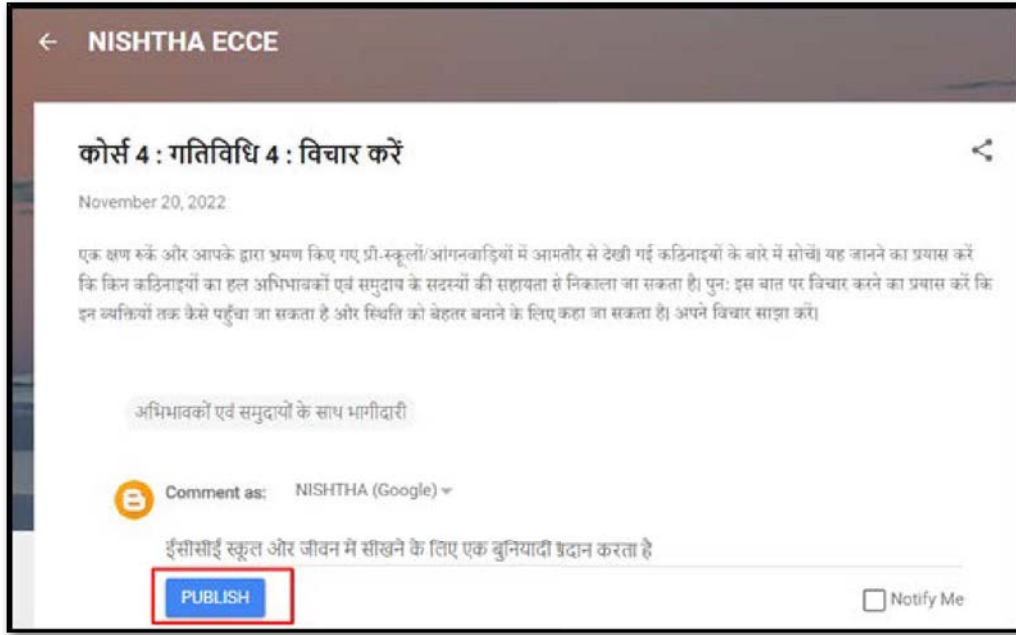 NISHTHA ECCE
कोर्स 4 : गतिविधि 4 : विचार करें
November 20, 2022
एक क्षण रुकें और आपके द्वारा भ्रमण किए गए प्री-स्कूलों/आंगनवाड़ियों में आमतौर से देखी गई कठिनाइयों के बारे में सोचें| यह जानने का प्रयास करें
कि किन कठिनाइयों का हल अभिभावकों एवं समुदाय के सदस्यों की सहायता से निकाला जा सकता है| पुन: इस बात पर विचार करने का प्रयास करें कि
इन व्यक्तियों तक कैसे पहुँचा जा सकता है और स्थिति को बेहतर बनाने के लिए कहा जा सकता है| अपने विचार साझा करें|
अभिभावकों एवं समुदायों के साथ भागीदारी
Comment as: NISHTHA (Google)
ईसीसीई स्कूल और जीवन में सीखने के लिए एक बुनियादी प्रदान करता है
PUBLISH Notify Me